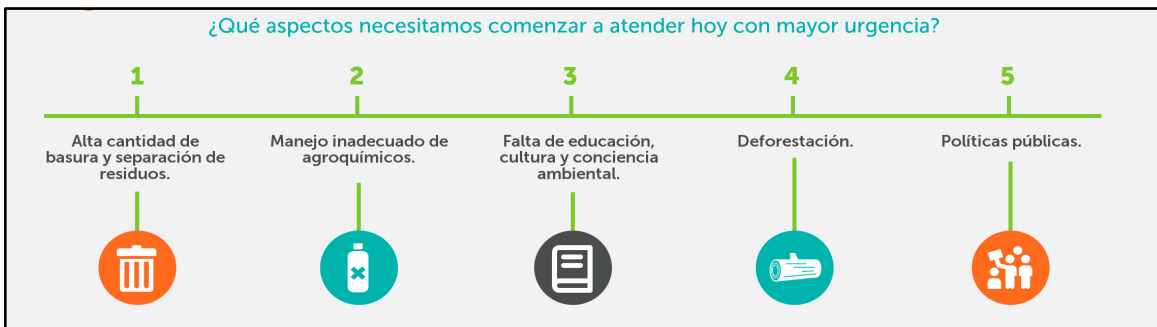 ¿Qué aspectos necesitamos comenzar a atender hoy con mayor urgencia?
1
2
3
4
5
Alta cantidad de
basura y separación de
residuos.
Manejo inadecuado de
agroquímicos.
Falta de educación,
cultura y conciencia
ambiental.
Deforestación.
Políticas públicas.